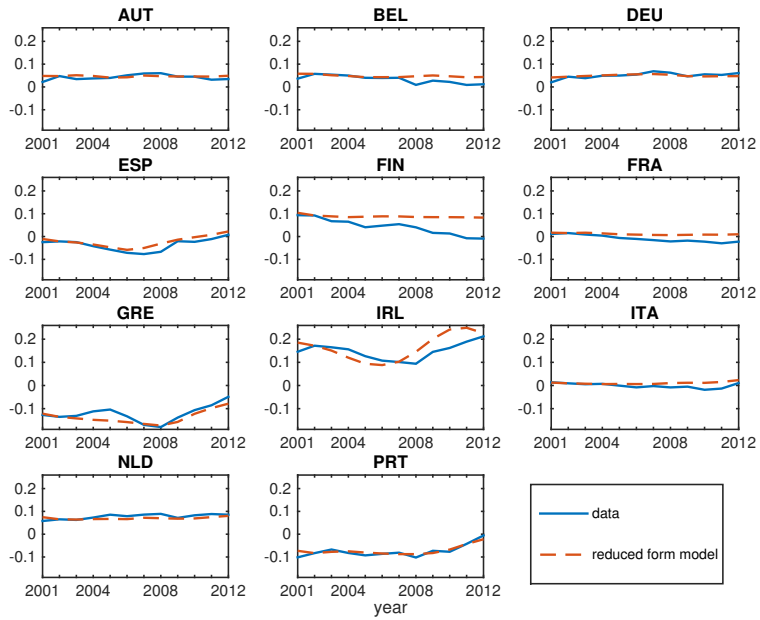 AUT BEL DEU
0.2 0.2 0.2
0.1 0.1 0.1
0 0 0
-0.1 -0.1 -0.1
2001 2004 2008 2012 2001 2004 2008 2012 2001 2004 2008 2012
ESP FIN FRA
0.2 0.2 0.2
0.1 0.1 0.1
0 0 0
-0.1 -0.1 -0.1
2001 2004 2008 2012 2001 2004 2008 2012 2001 2004 2008 2012
GRE IRL ITA
0.2 0.2 0.2
0.1 0.1 0.1
0 0 0
-0.1 -0.1 -0.1
2001 2004 2008 2012 2001 2004 2008 2012 2001 2004 2008 2012
NLD PRT
0.2 0.2
0.1 0.1
0 0
-0.1 -0.1
2001 2004 2008 2012 2001 2004 2008 2012
year
data
reduced form model